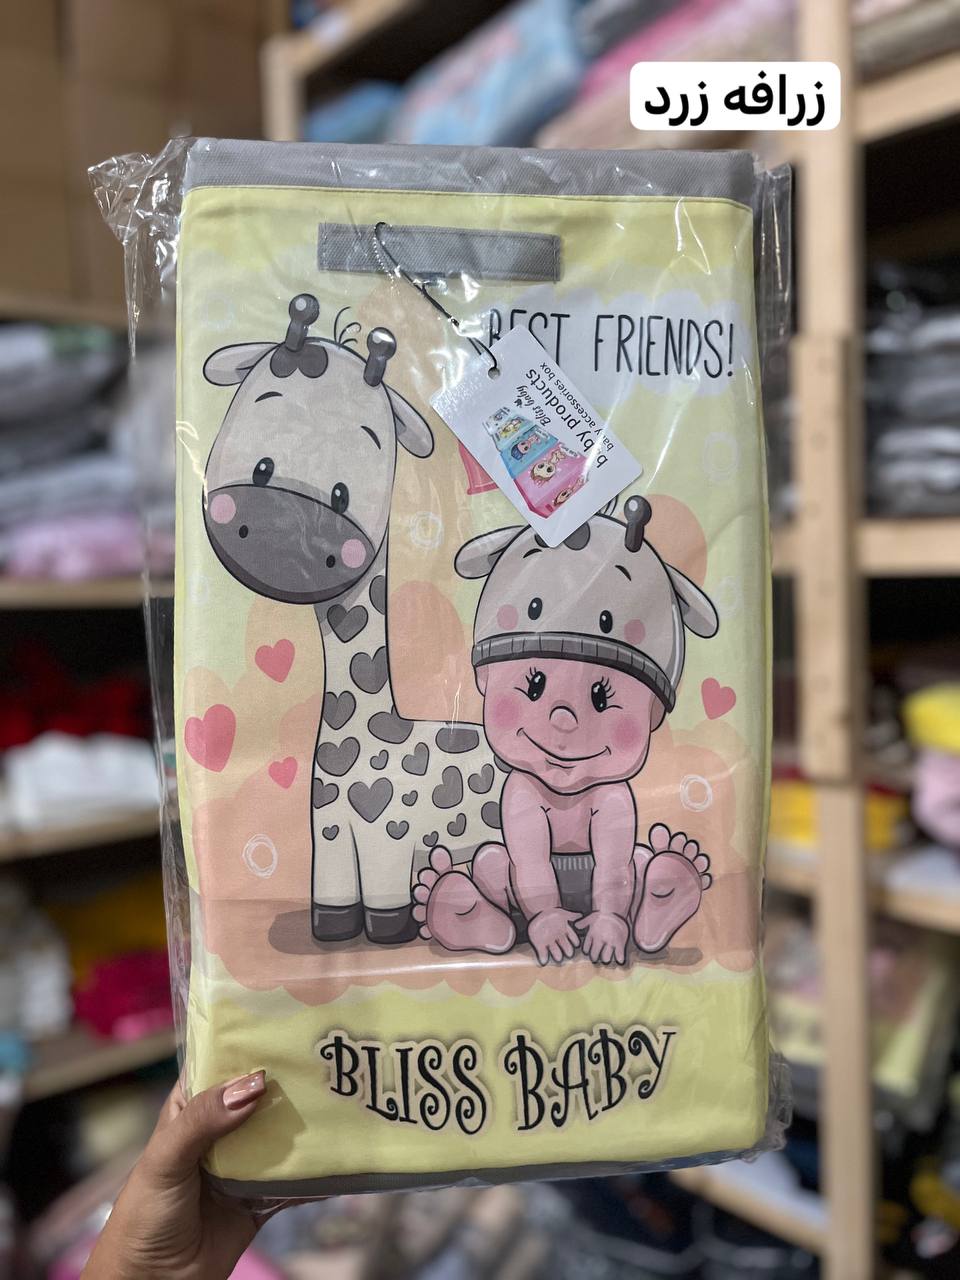 زرافه زرد
BEST FRIENDS!
Bliss baby
baby products
baby accessories box
BLISS BABY